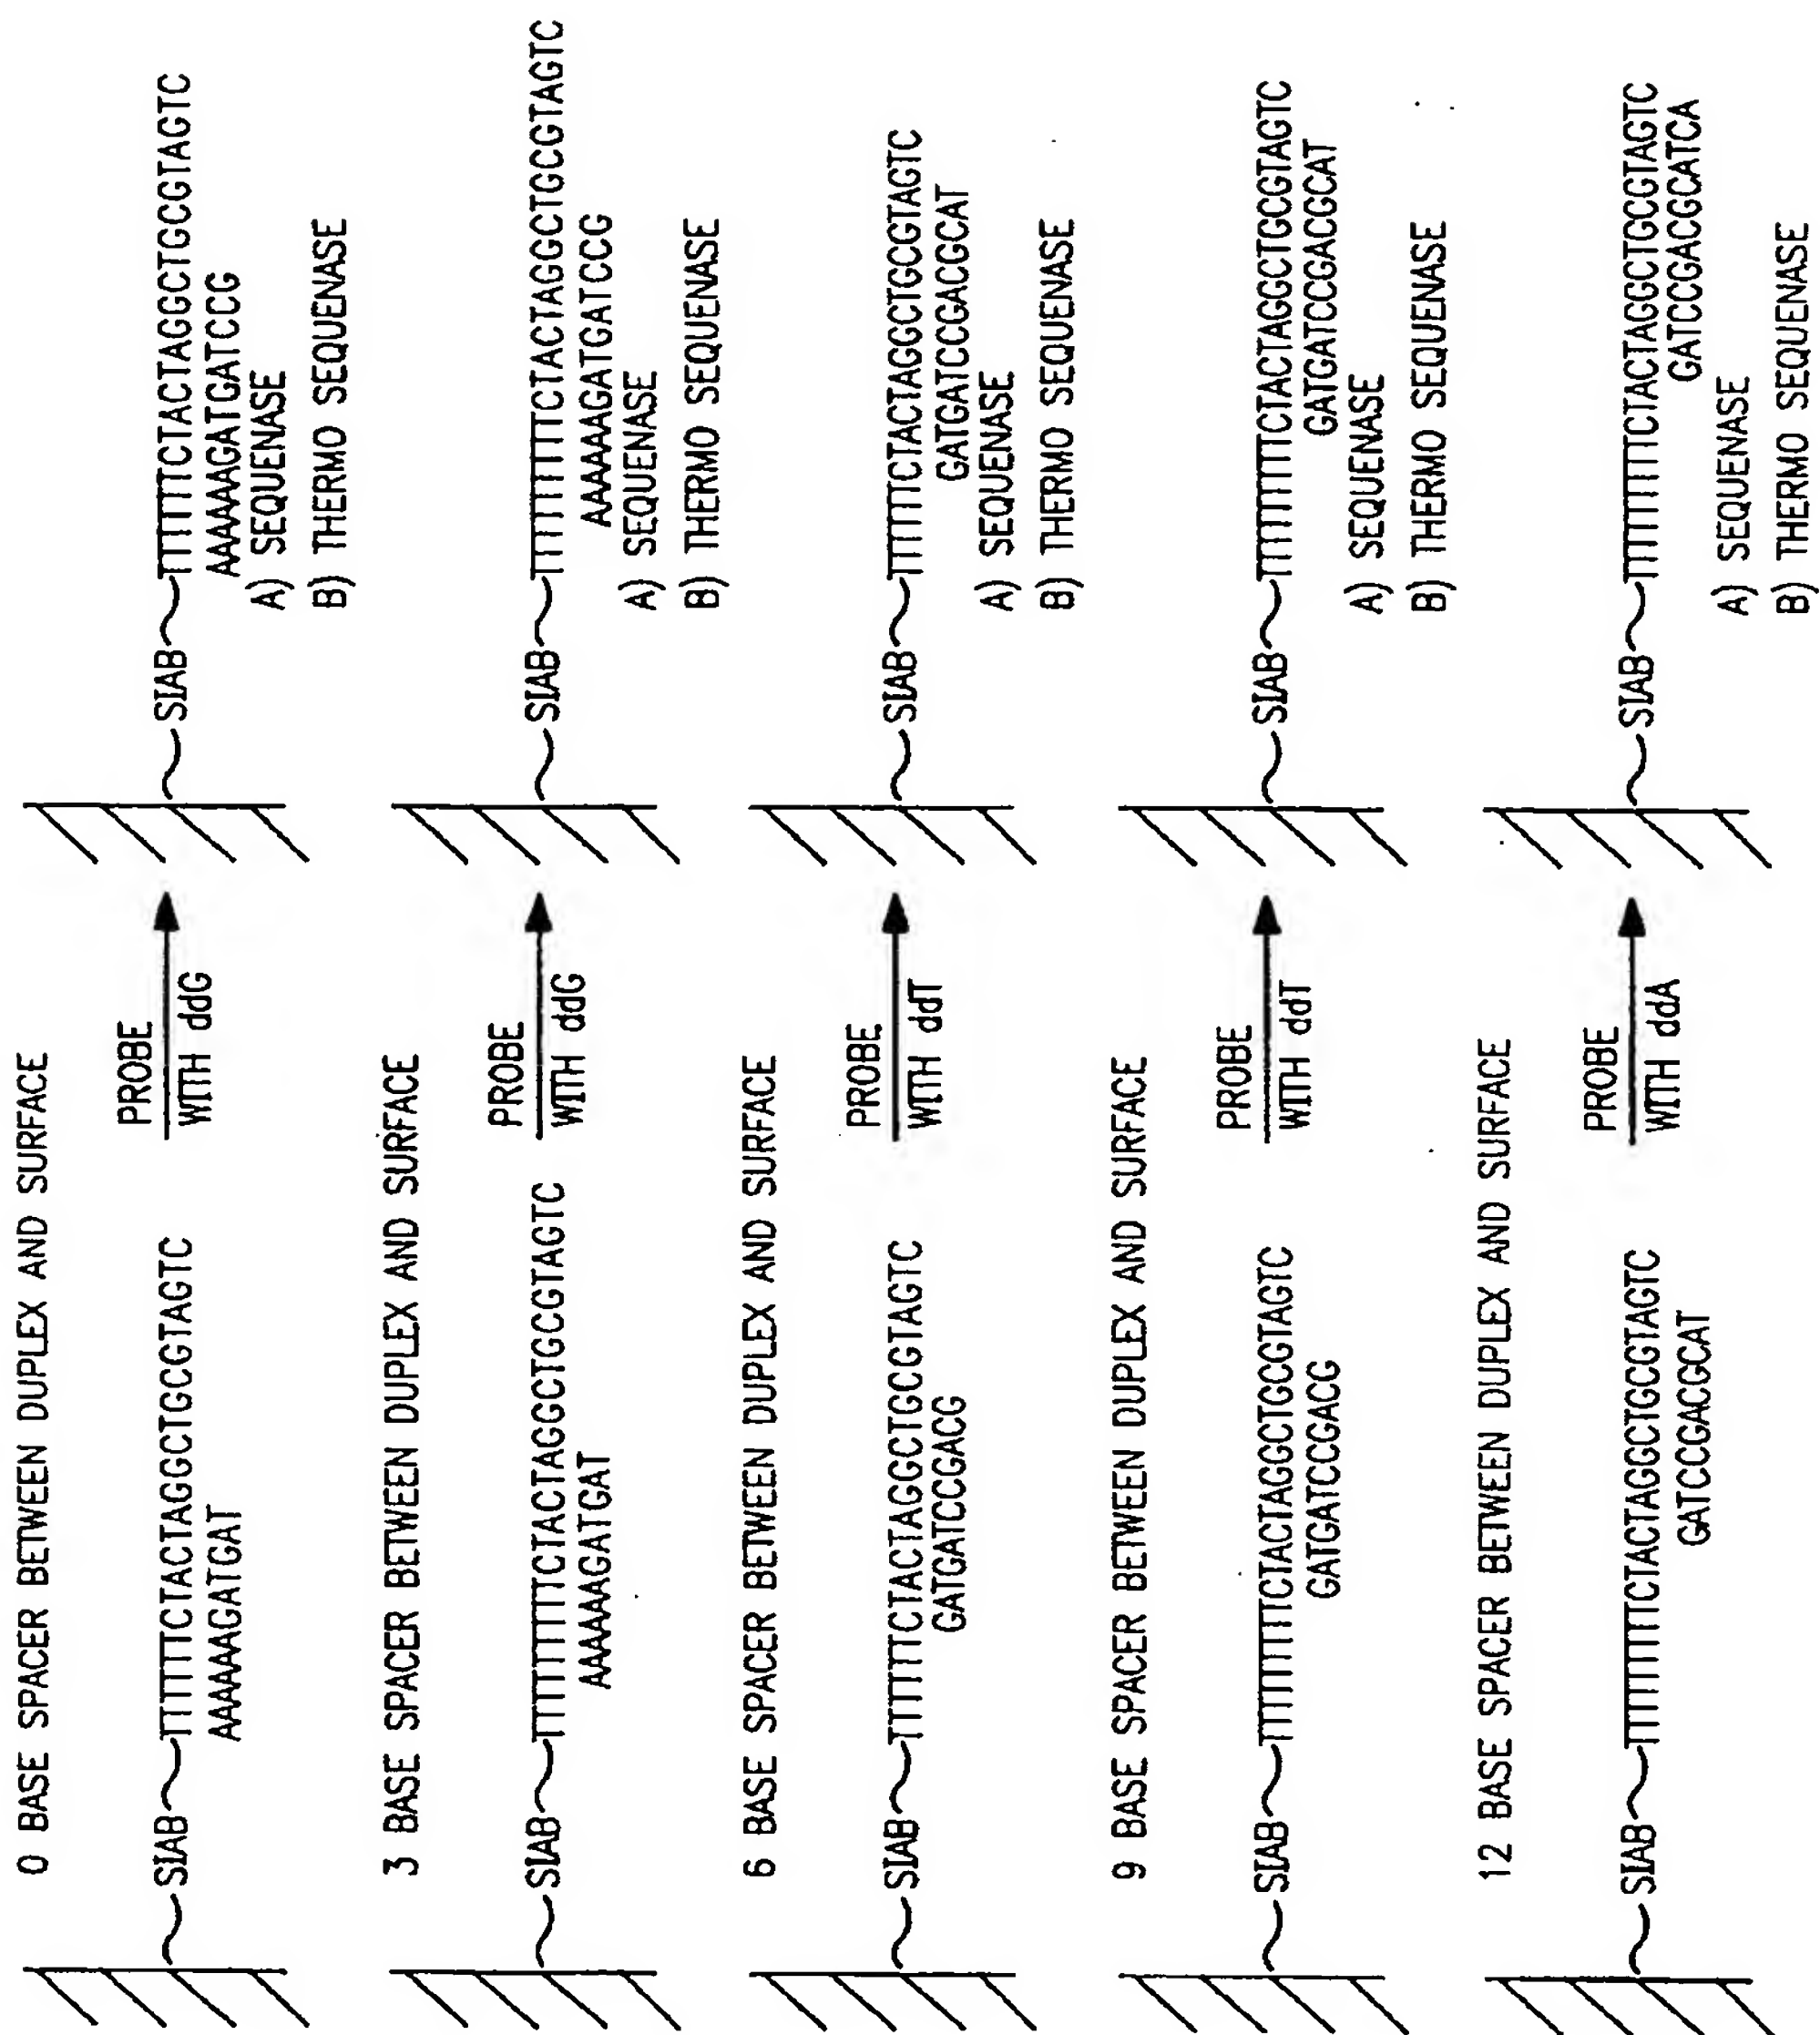 0 BASE SPACER BETWEEN DUPLEX AND SURFACE
SIAB
TTTTTTCTACTAGGCTGCGTAGTC
AAAAAGATGAT
PROBE
WITH ddG
SIAB
TTTTTTCTACTAGGCTGCGTAGTC
AAAAAGATGATCCG
A) SEQUENASE
B) THERMO SEQUENASE
3 BASE SPACER BETWEEN DUPLEX AND SURFACE
SIAB
TTTTTTTTTCTACTAGGCTGCGTAGTC
AAAAAGATGAT
PROBE
WITH ddG
SIAB
TTTTTTTTTCTACTAGGCTGCGTAGTC
AAAAAGATGATCCG
A) SEQUENASE
B) THERMO SEQUENASE
6 BASE SPACER BETWEEN DUPLEX AND SURFACE
SIAB
TTTTTTCTACTAGGCTGCGTAGTC
GATGATCCGACG
PROBE
WITH ddT
SIAB
TTTTTTCTACTAGGCTGCGTAGTC
GATGATCCGACGCAT
A) SEQUENASE
B) THERMO SEQUENASE
9 BASE SPACER BETWEEN DUPLEX AND SURFACE
SIAB
TTTTTTTTTCTACTAGGCTGCGTAGTC
GATGATCCGACG
PROBE
WITH ddT
SIAB
TTTTTTTTTCTACTAGGCTGCGTAGTC
GATGATCCGACGCAT
A) SEQUENASE
B) THERMO SEQUENASE
12 BASE SPACER BETWEEN DUPLEX AND SURFACE
SIAB
TTTTTTTTTCTACTAGGCTGCGTAGTC
GATCCGACGCAT
PROBE
WITH ddA
SIAB
TTTTTTTTTCTACTAGGCTGCGTAGTC
GATCCGACGCATCA
A) SEQUENASE
B) THERMO SEQUENASE